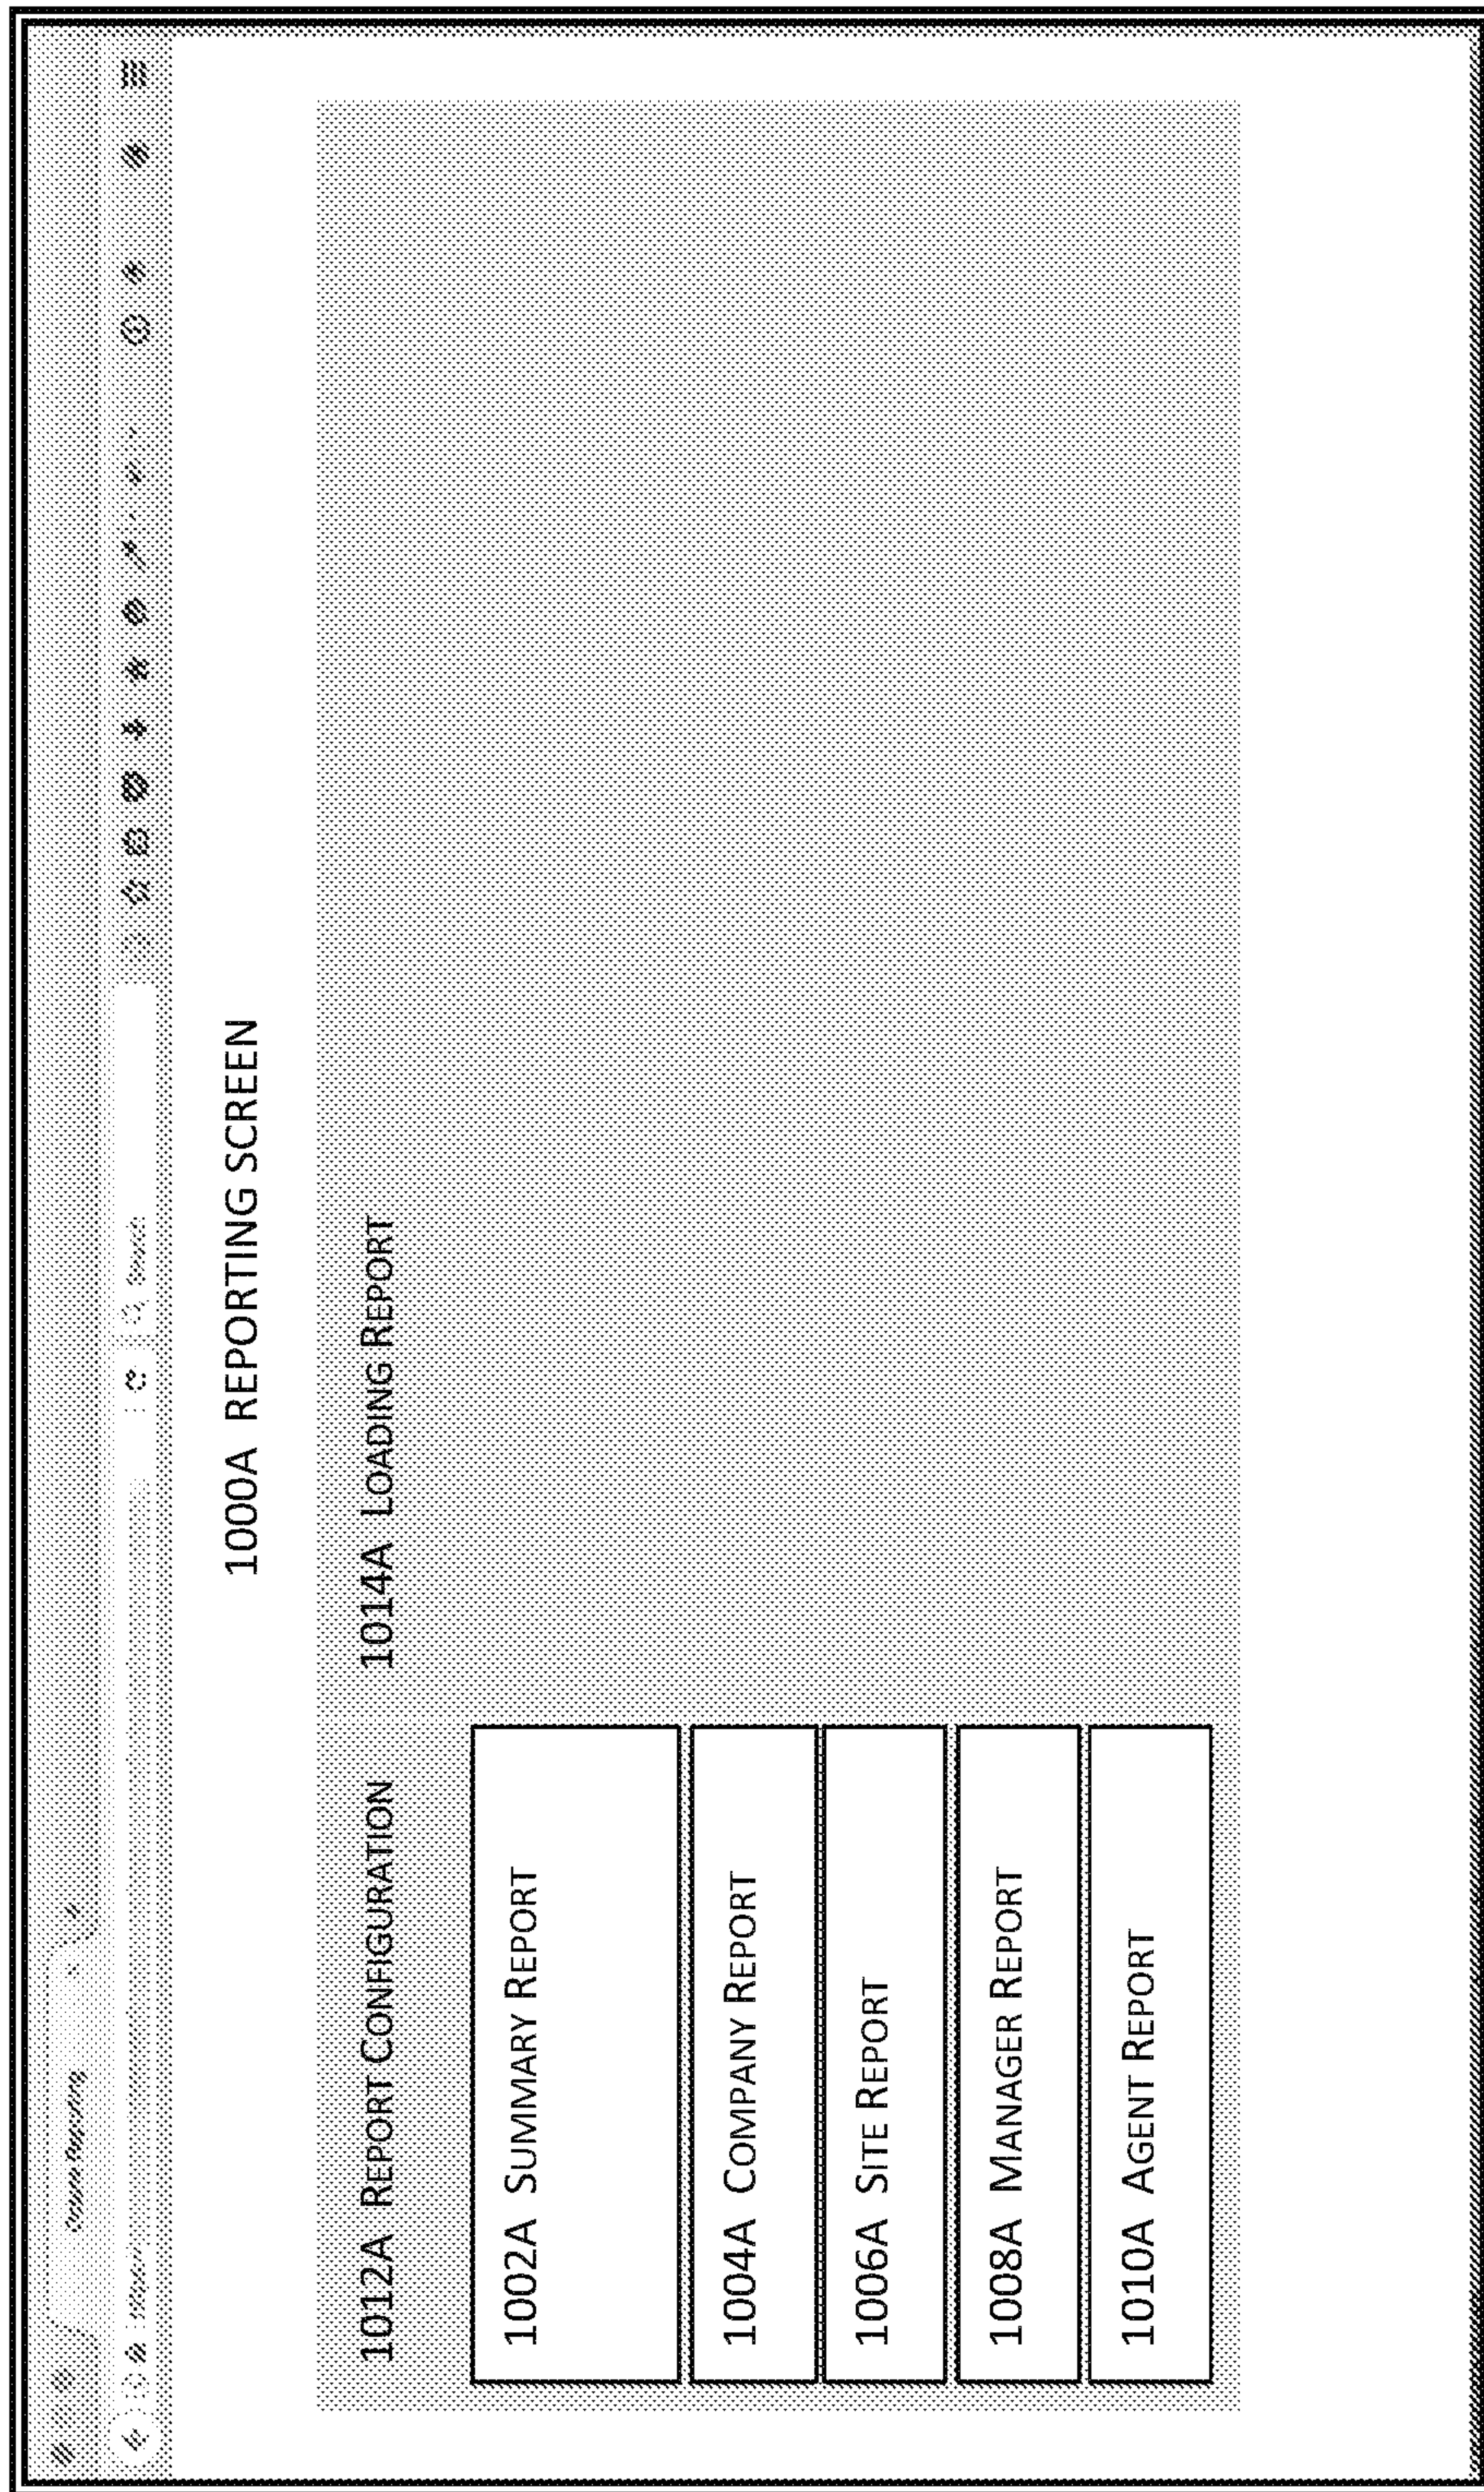 1000A REPORTING SCREEN
1012A REPORT CONFIGURATION
1014A LOADING REPORT
1002A SUMMARY REPORT
1004A COMPANY REPORT
1006A SITE REPORT
1008A MANAGER REPORT
1010A AGENT REPORT